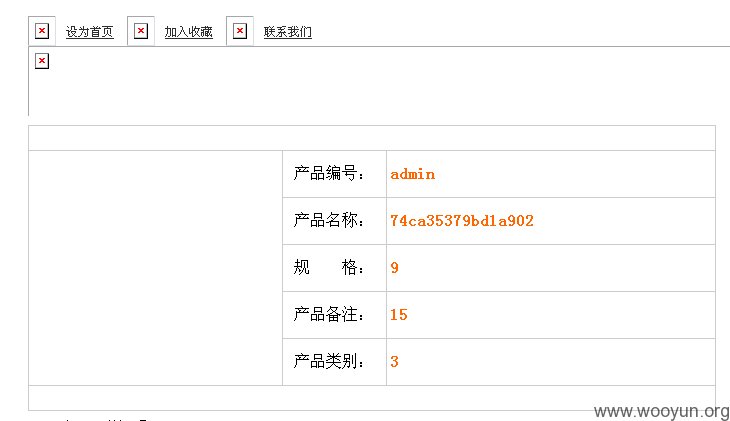 设为首页 加入收藏 联系我们
产品编号： admin
产品名称： 74ca35379bd1a902
规　　格： 9
产品备注： 15
产品类别： 3
www.wooyun.org